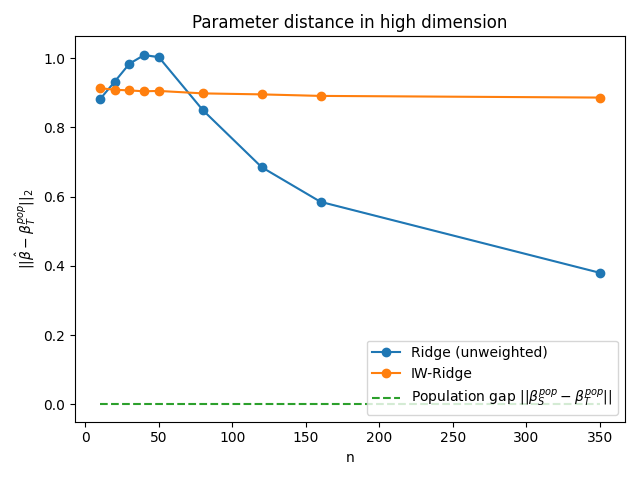 Parameter distance in high dimension
||β̂ − β_T^{pop}||₂
1.0
0.8
0.6
0.4
0.2
0.0
Ridge (unweighted)
IW-Ridge
Population gap ||β_S^{pop} − β_T^{pop}||
0 50 100 150 200 250 300 350
n